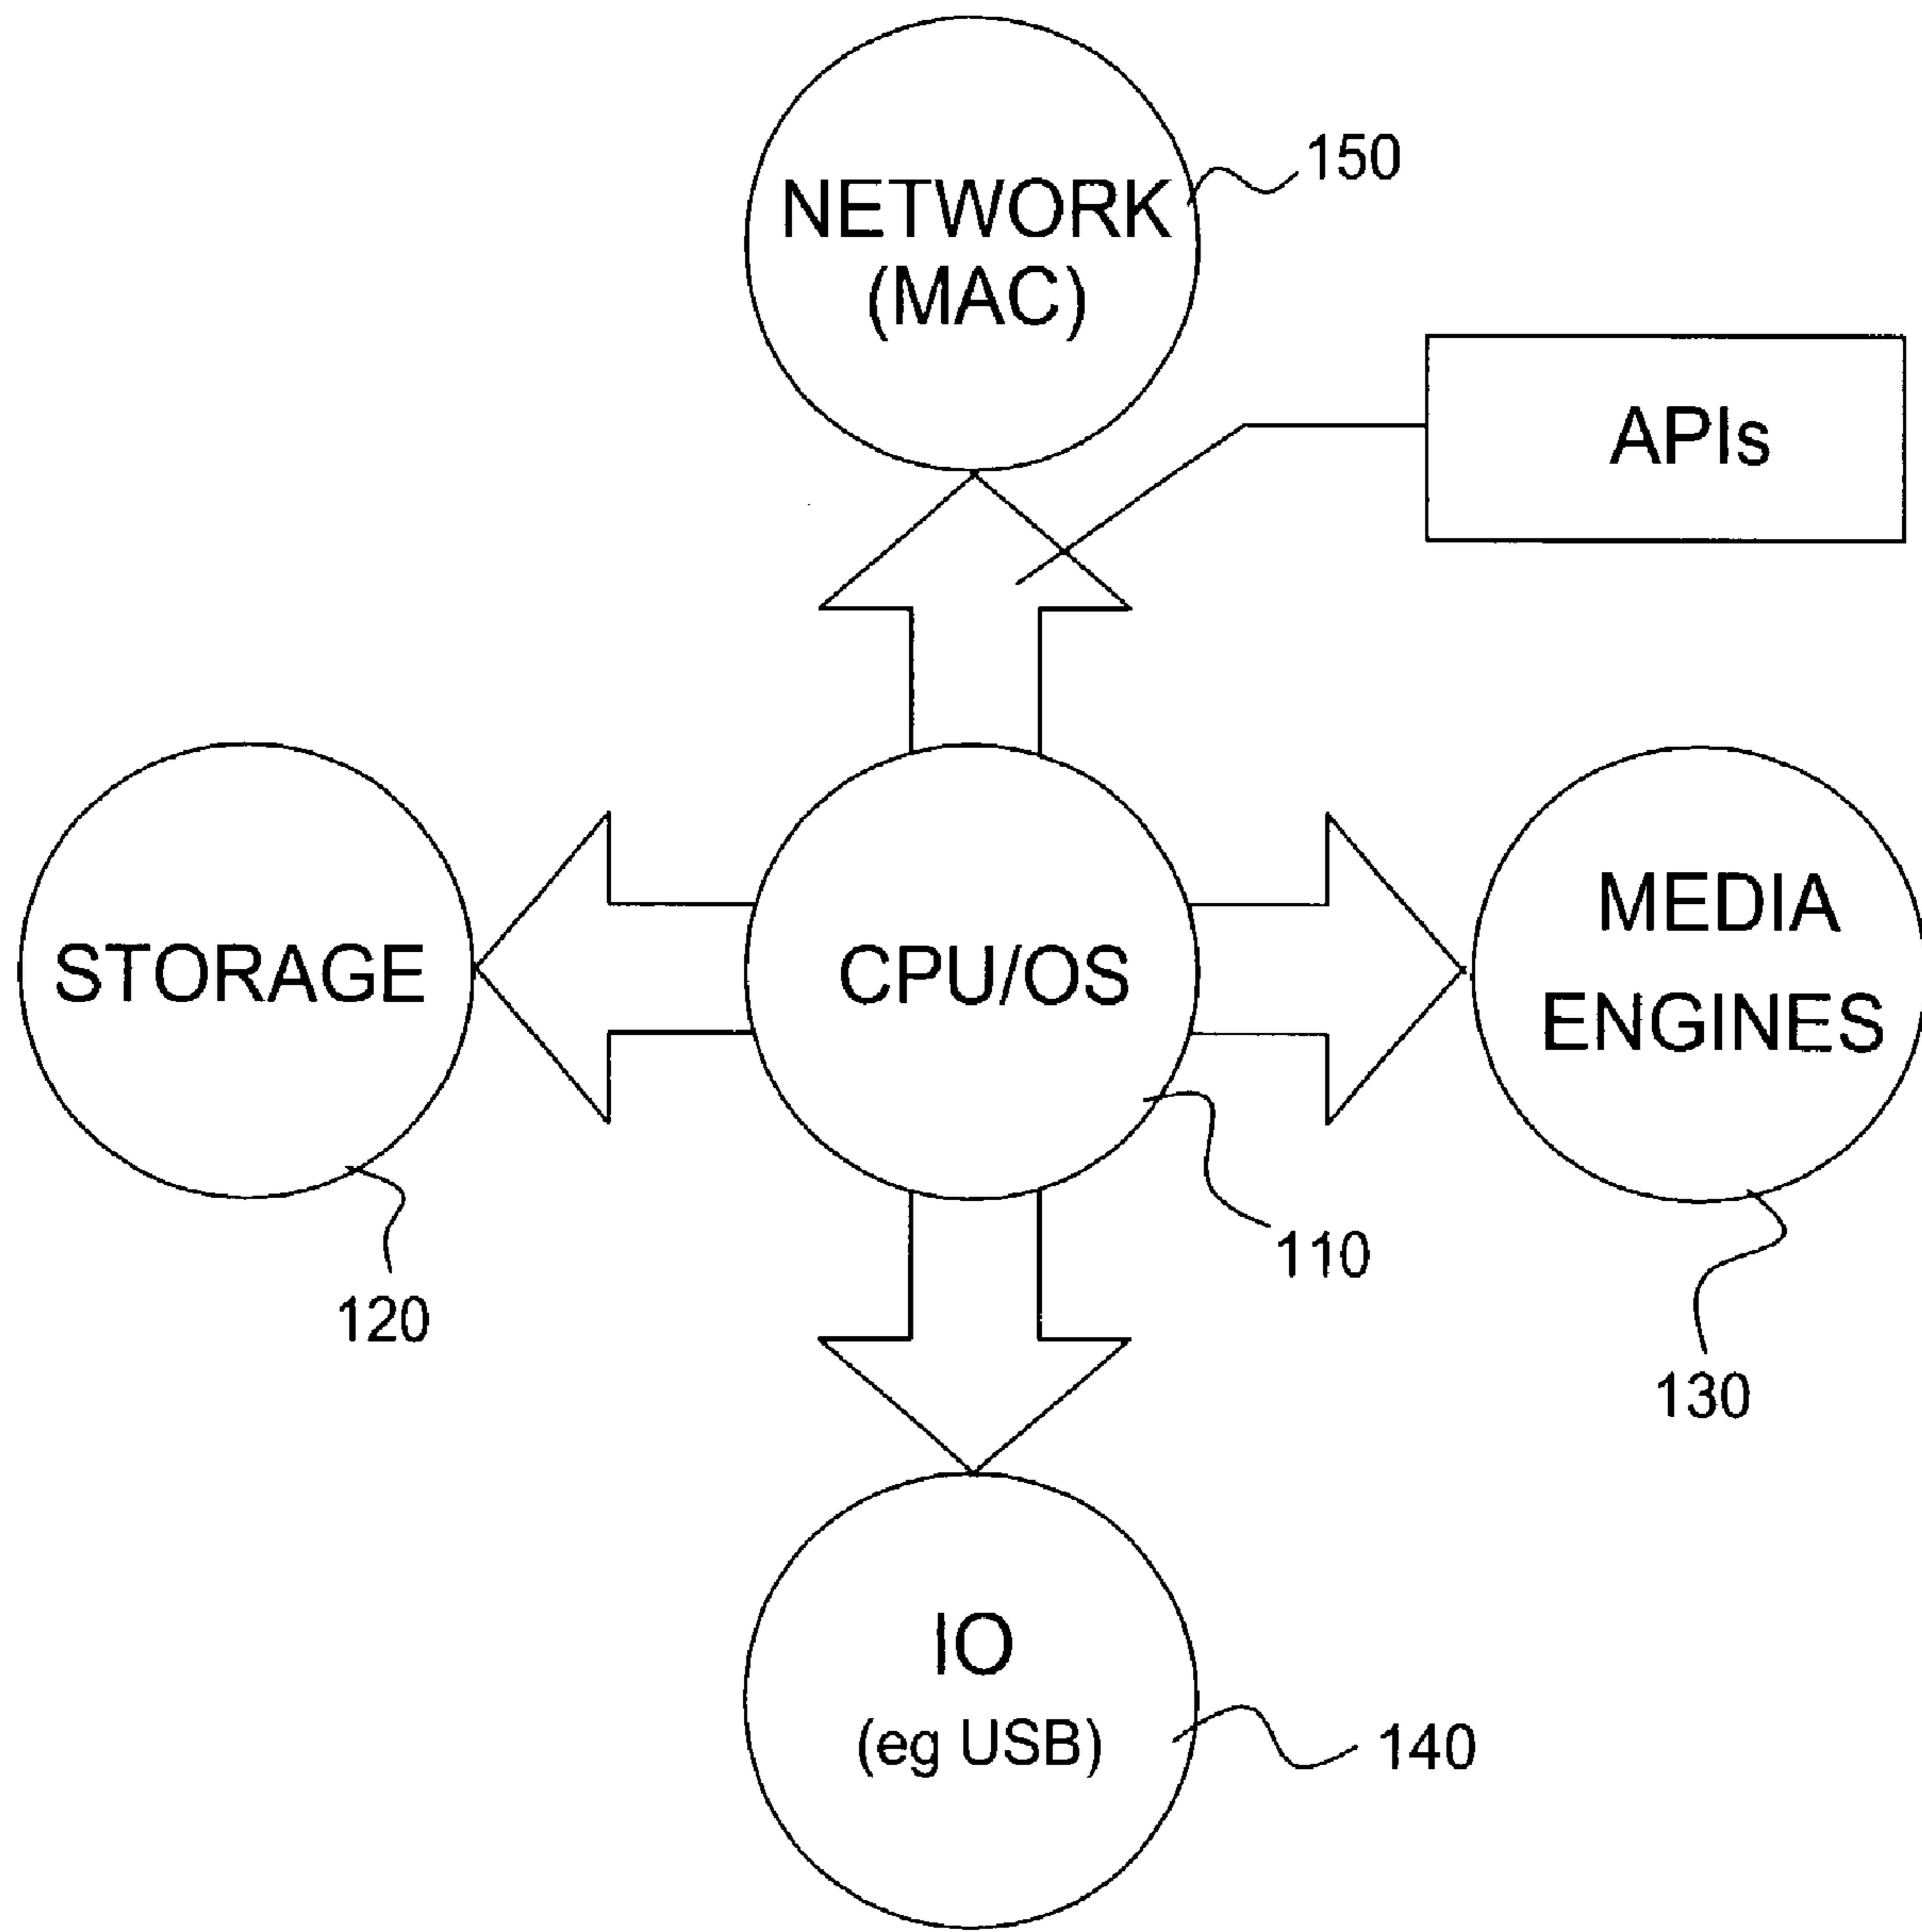 150
NETWORK
(MAC)
APIs
STORAGE
CPU/OS
MEDIA
ENGINES
110
120
130
IO
(eg USB)
140